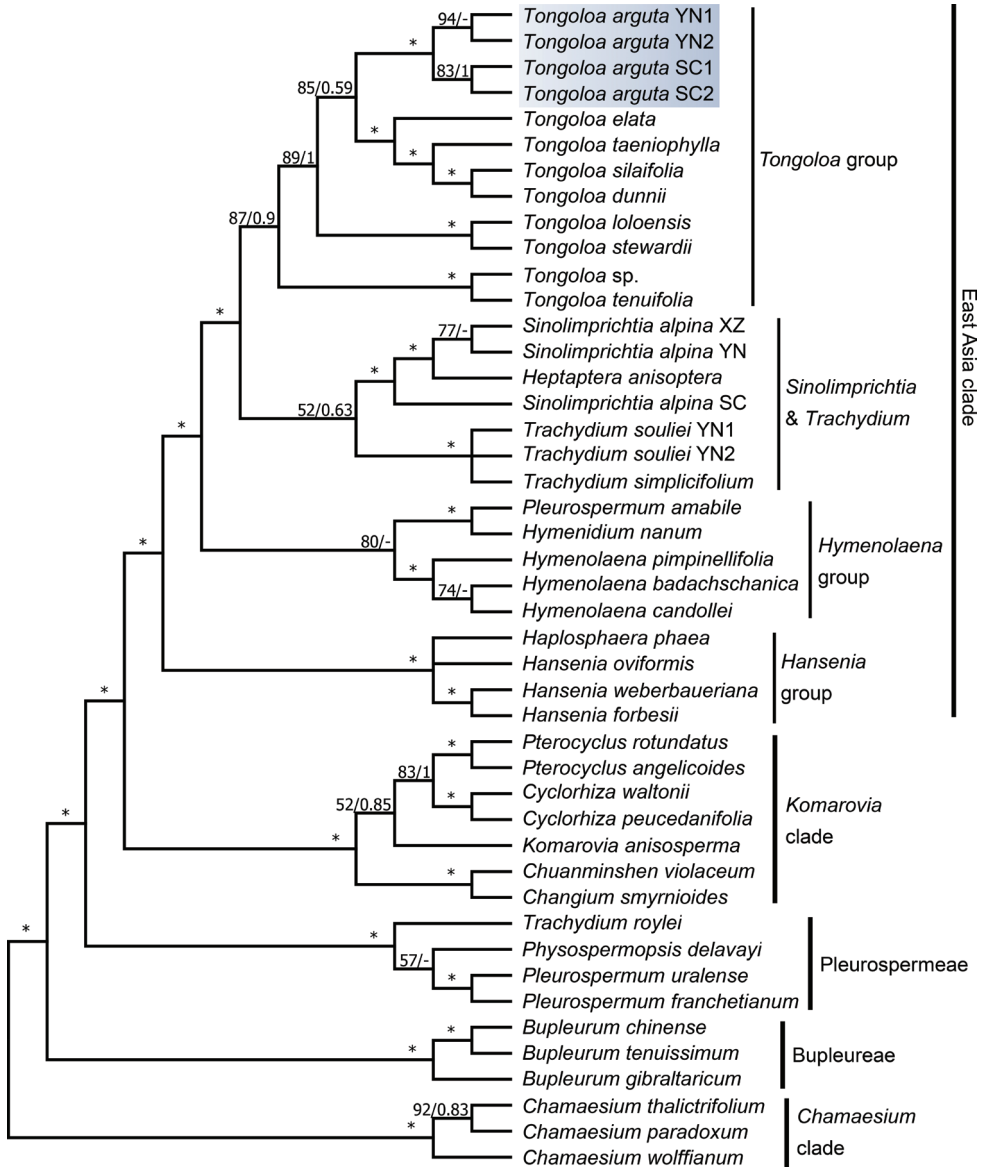 94/-
Tongoloa arguta YN1
Tongoloa arguta YN2
*
83/1
Tongoloa arguta SC1
Tongoloa arguta SC2
85/0.59
Tongoloa elata
*
Tongoloa taeniophylla
*
Tongoloa silaifolia
*
Tongoloa dunnii
89/1
Tongoloa loloensis
*
Tongoloa stewardii
87/0.9
Tongoloa sp.
*
Tongoloa tenuifolia
Tongoloa group
*
Sinolimprichtia alpina XZ
77/-
Sinolimprichtia alpina YN
*
Heptaptera anisoptera
*
Sinolimprichtia alpina SC
52/0.63
Trachydium souliei YN1
*
Trachydium souliei YN2
Trachydium simplicifolium
Sinolimprichtia
& Trachydium
*
Pleurospermum amabile
*
Hymenidium nanum
80/-
Hymenolaena pimpinellifolia
*
Hymenolaena badachschanica
74/-
Hymenolaena candollei
Hymenolaena
group
*
Haplosphaera phaea
*
Hansenia oviformis
Hansenia weberbaueriana
*
Hansenia forbesii
Hansenia
group
East Asia clade
*
Pterocyclus rotundatus
*
Pterocyclus angelicoides
83/1
Cyclorhiza waltonii
*
Cyclorhiza peucedanifolia
52/0.85
Komarovia anisosperma
*
Chuanminshen violaceum
*
Changium smyrnioides
Komarovia
clade
*
Trachydium roylei
*
Physospermopsis delavayi
57/-
Pleurospermum uralense
*
Pleurospermum franchetianum
Pleurospermeae
*
Bupleurum chinense
*
Bupleurum tenuissimum
*
Bupleurum gibraltaricum
Bupleureae
Chamaesium thalictrifolium
92/0.83
Chamaesium paradoxum
*
Chamaesium wolffianum
Chamaesium
clade